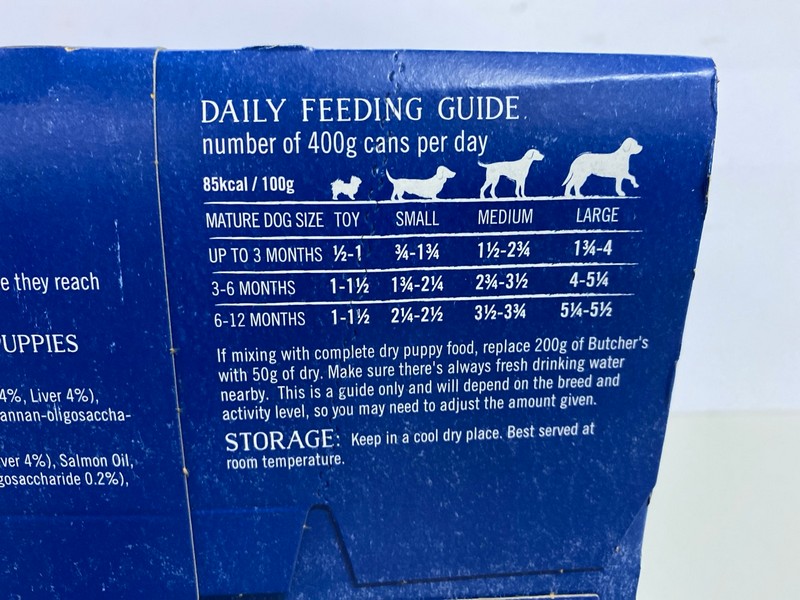 DAILY FEEDING GUIDE
number of 400g cans per day
85kcal / 100g
MATURE DOG SIZE TOY SMALL MEDIUM LARGE
UP TO 3 MONTHS ½-1 ¾-1¾ 1½-2¾ 1¾-4
3-6 MONTHS 1-1½ 1¾-2¼ 2¾-3½ 4-5¼
6-12 MONTHS 1-1½ 2¼-2½ 3½-3¾ 5¼-5½
If mixing with complete dry puppy food, replace 200g of Butcher's
with 50g of dry. Make sure there's always fresh drinking water
nearby. This is a guide only and will depend on the breed and
activity level, so you may need to adjust the amount given.
STORAGE: Keep in a cool dry place. Best served at
room temperature.
e they reach
PUPPIES
4%, Liver 4%),
annan-oligosaccha-
ver 4%), Salmon Oil,
gosaccharide 0.2%),